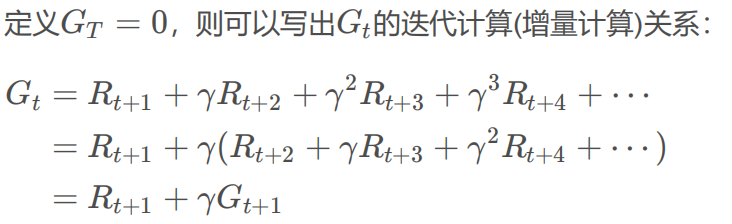 定义G_T = 0，则可以写出G_t的迭代计算(增量计算)关系：
G_t = R_{t+1} + γR_{t+2} + γ^2R_{t+3} + γ^3R_{t+4} + ⋯
= R_{t+1} + γ(R_{t+2} + γR_{t+3} + γ^2R_{t+4} + ⋯)
= R_{t+1} + γG_{t+1}